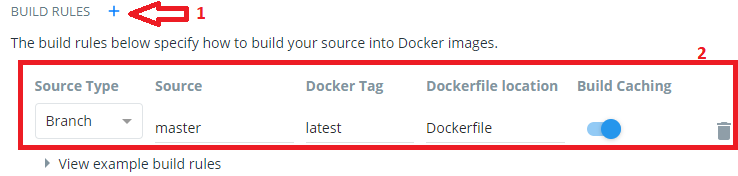 BUILD RULES + 1
The build rules below specify how to build your source into Docker images.
2
Source Type Source Docker Tag Dockerfile location Build Caching
Branch master latest Dockerfile
View example build rules